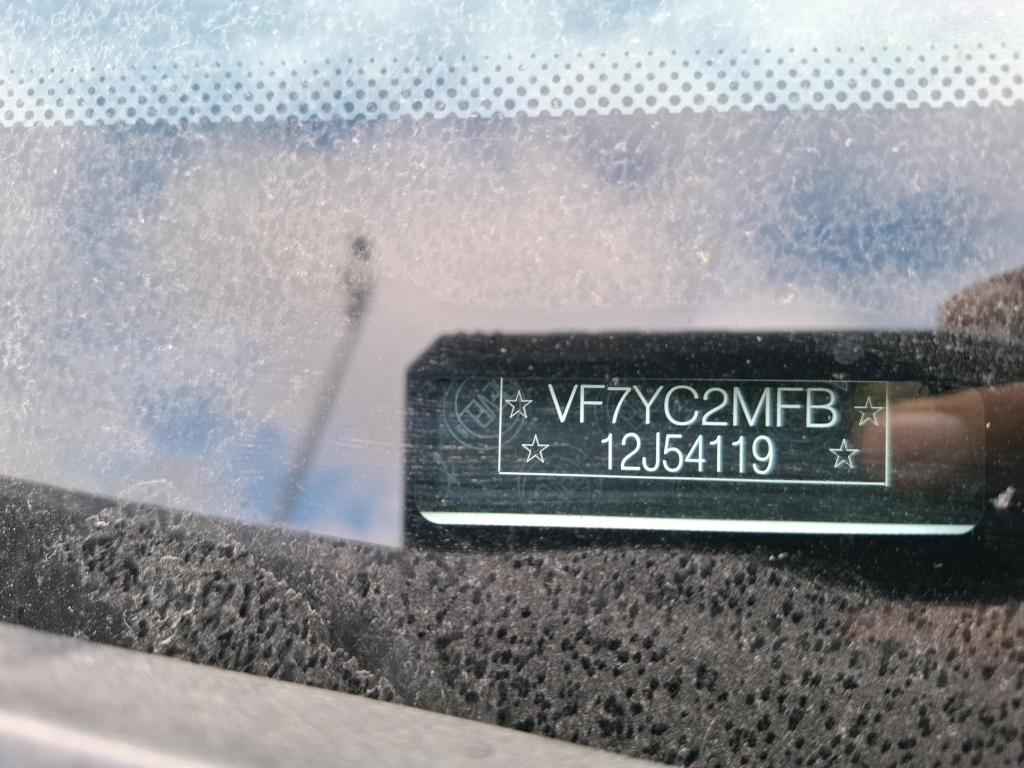 ☆ VF7YC2MFB ☆
☆ 12J54119 ☆